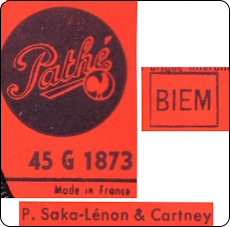 Pathé
BIEM
45 G 1873
Made in France
P. Saka-Lénon & Cartney